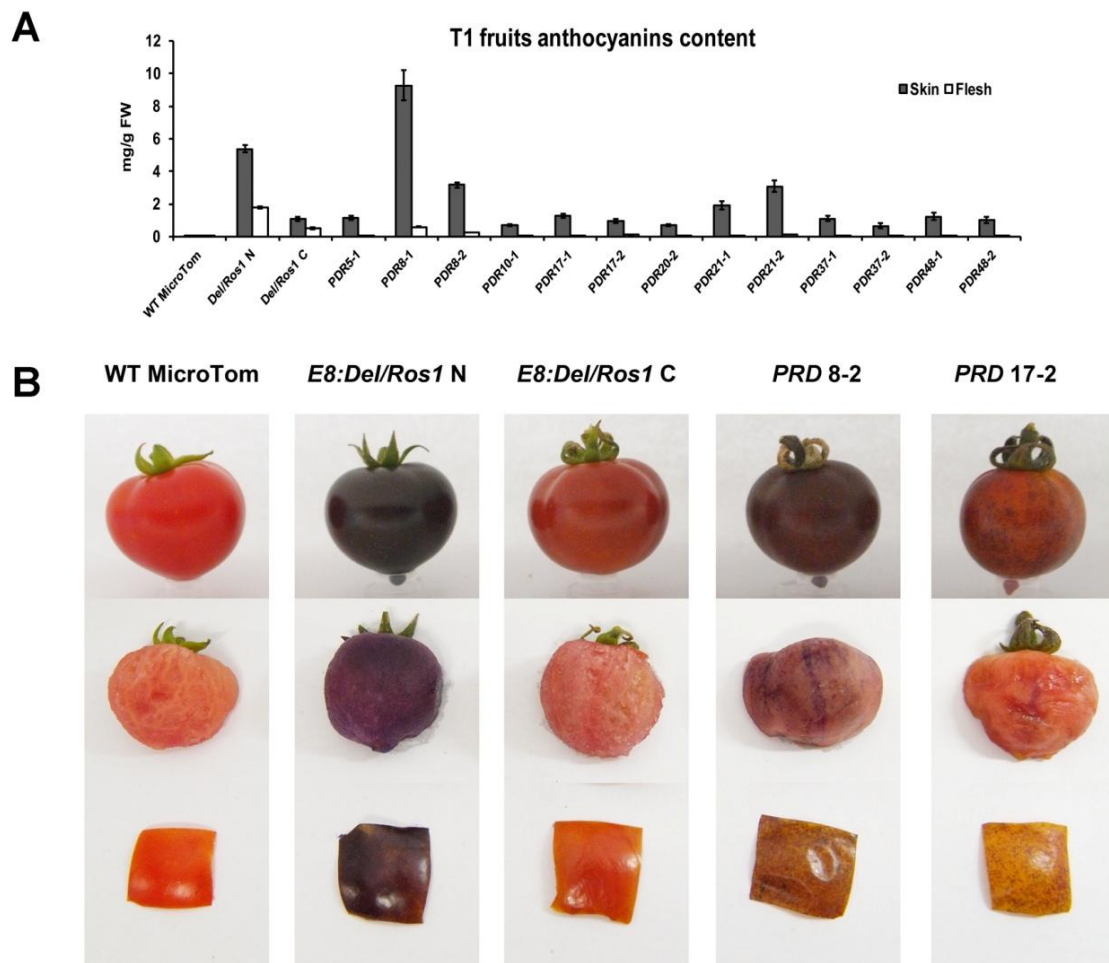 A
T1 fruits anthocyanins content
12
10
8
6
4
2
0
mg/g FW
Skin Flesh
WT MicroTom
Del/Ros1 N
Del/Ros1 C
PDR5-1
PDR8-1
PDR8-2
PDR10-1
PDR17-1
PDR17-2
PDR20-2
PDR21-1
PDR21-2
PDR37-1
PDR37-2
PDR48-1
PDR48-2
B
WT MicroTom E8:Del/Ros1 N E8:Del/Ros1 C PRD 8-2 PRD 17-2